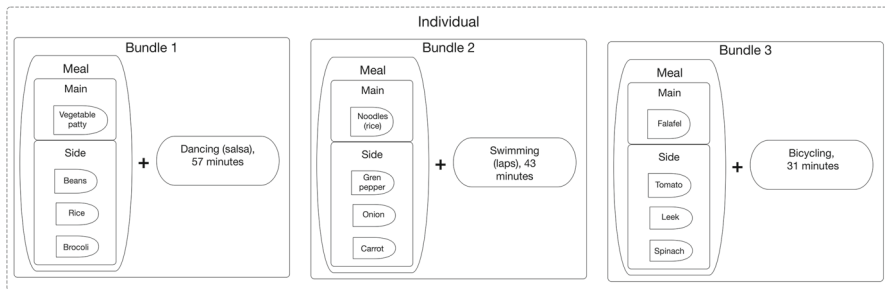 Individual
Bundle 1
Meal
Main
Vegetable
patty
Side
Beans
Rice
Brocoli
+
Dancing (salsa),
57 minutes
Bundle 2
Meal
Main
Noodles
(rice)
Side
Gren
pepper
Onion
Carrot
+
Swimming
(laps), 43
minutes
Bundle 3
Meal
Main
Falafel
Side
Tomato
Leek
Spinach
+
Bicycling,
31 minutes